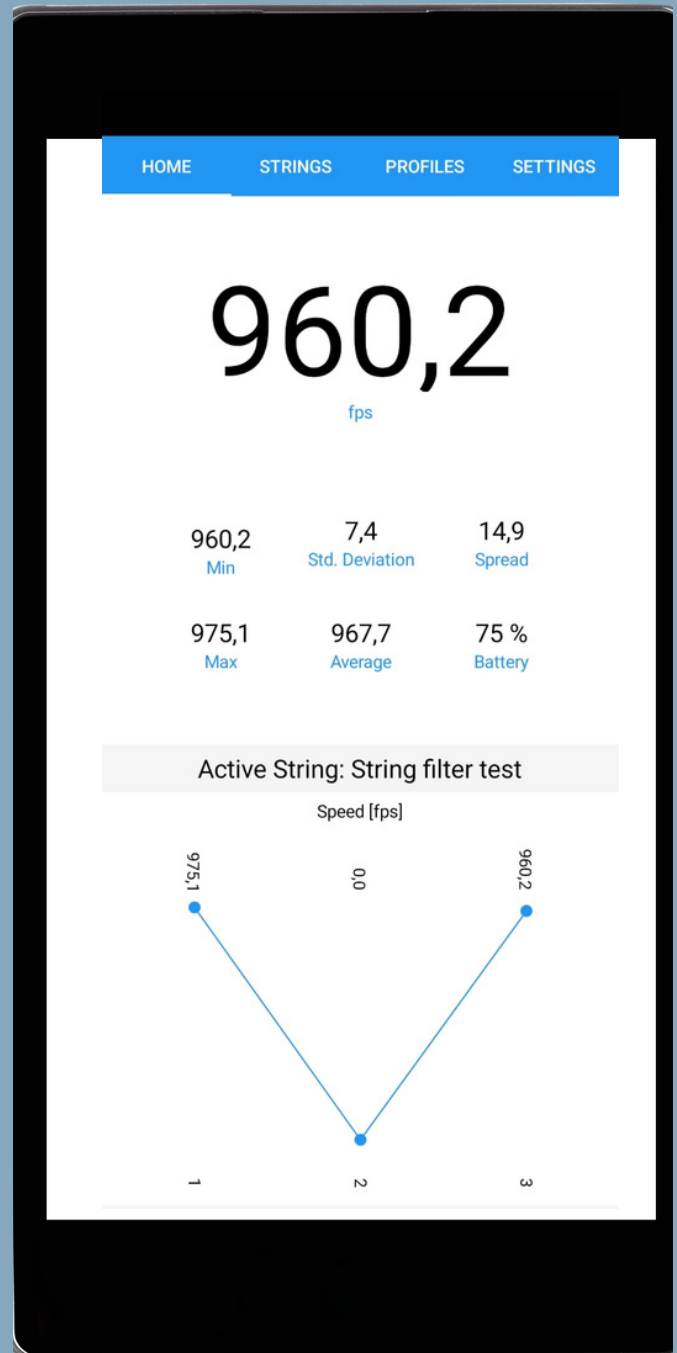 HOME STRINGS PROFILES SETTINGS
960,2
fps
960,2 7,4 14,9
Min Std. Deviation Spread
975,1 967,7 75 %
Max Average Battery
Active String: String filter test
Speed [fps]
975,1 0,0 960,2
1 2 3